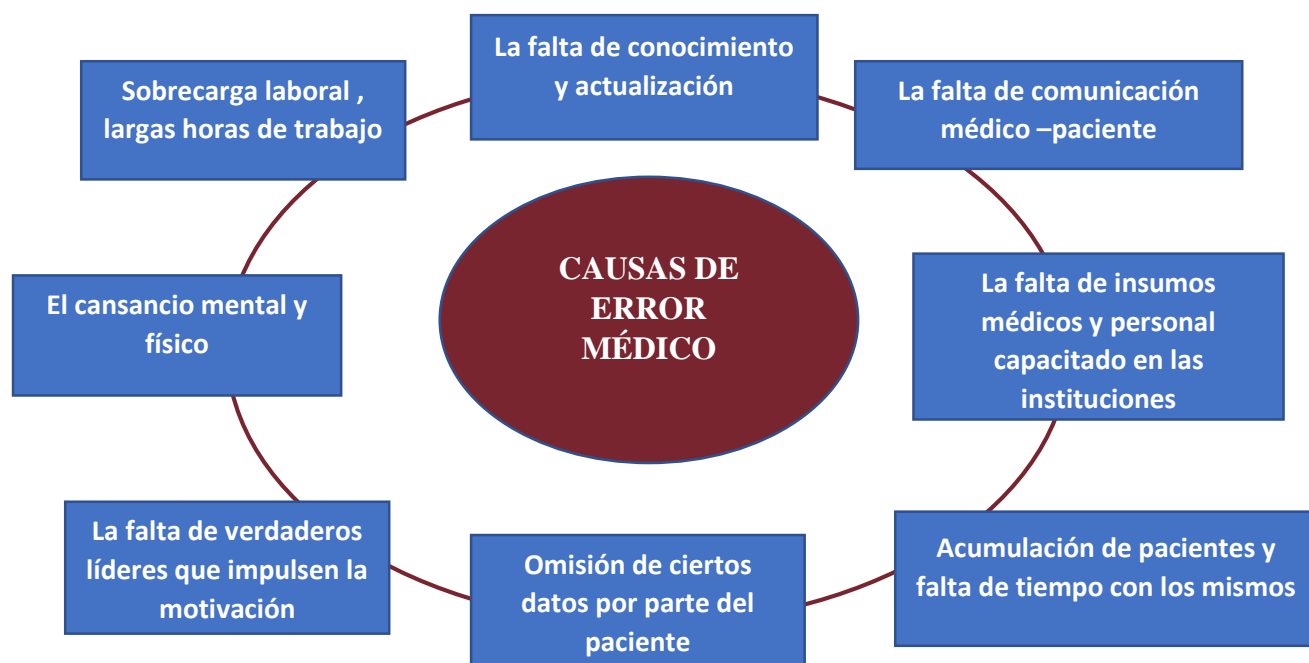 La falta de conocimiento
y actualización
La falta de comunicación
médico –paciente
La falta de insumos
médicos y personal
capacitado en las
instituciones
Acumulación de pacientes y
falta de tiempo con los mismos
Omisión de ciertos
datos por parte del
paciente
La falta de verdaderos
líderes que impulsen la
motivación
El cansancio mental y
físico
Sobrecarga laboral ,
largas horas de trabajo
CAUSAS DE
ERROR
MÉDICO